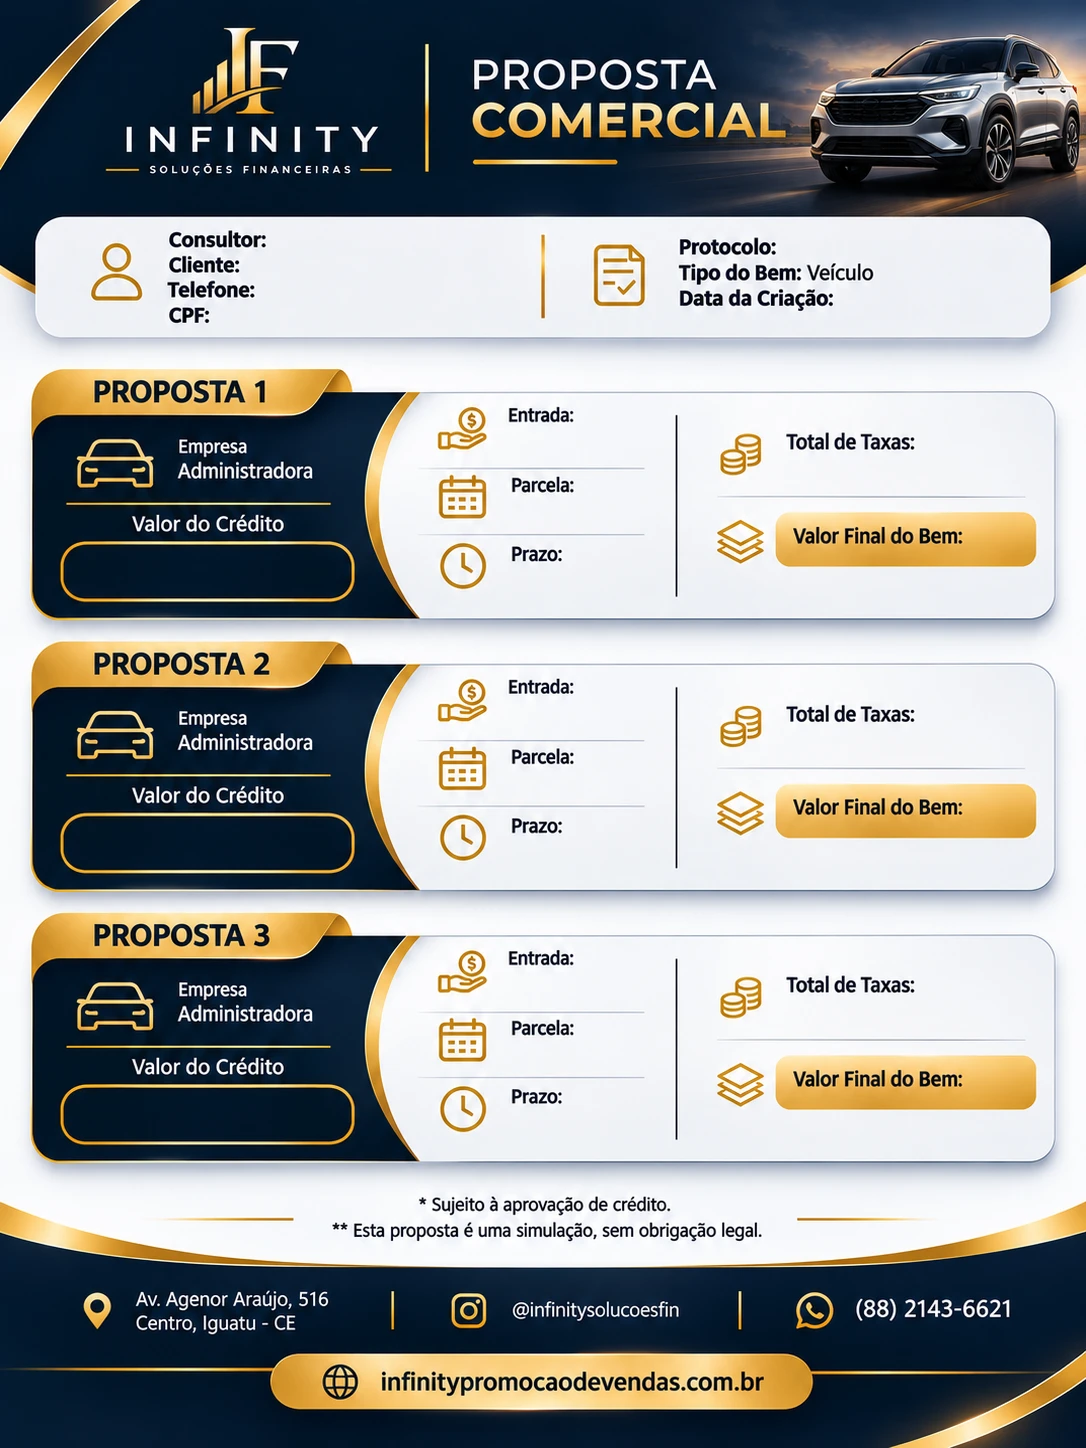 IF
INFINITY
SOLUÇÕES FINANCEIRAS
PROPOSTA
COMERCIAL
Consultor:
Cliente:
Telefone:
CPF:
Protocolo:
Tipo do Bem: Veículo
Data da Criação:
PROPOSTA 1
Empresa
Administradora
Valor do Crédito
Entrada:
Parcela:
Prazo:
Total de Taxas:
Valor Final do Bem:
PROPOSTA 2
Empresa
Administradora
Valor do Crédito
Entrada:
Parcela:
Prazo:
Total de Taxas:
Valor Final do Bem:
PROPOSTA 3
Empresa
Administradora
Valor do Crédito
Entrada:
Parcela:
Prazo:
Total de Taxas:
Valor Final do Bem:
* Sujeito à aprovação de crédito.
** Esta proposta é uma simulação, sem obrigação legal.
Av. Agenor Araújo, 516
Centro, Iguatu - CE
@infinitysolucoesfin
(88) 2143-6621
infinitypromocaodevendas.com.br